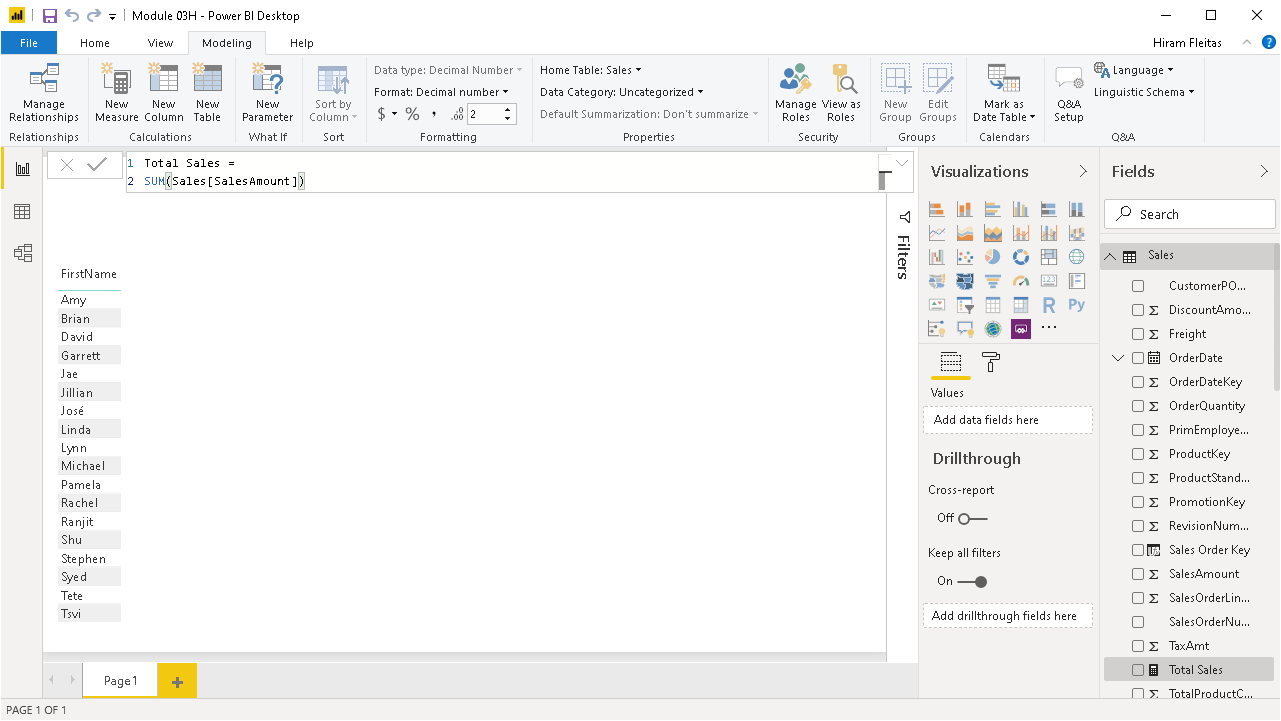 Module 03H - Power BI Desktop
File
Home
View
Modeling
Help
Hiram Fleitas
Manage Relationships
New Measure
New Column
New Table
New Parameter
Sort by Column
Data type: Decimal Number
Format: Decimal number
$ % , .00 2
Home Table: Sales
Data Category: Uncategorized
Default Summarization: Don't summarize
Manage Roles
View as Roles
New Group
Edit Groups
Mark as Date Table
Q&A Setup
Language
Linguistic Schema
Relationships
Calculations
What If
Sort
Formatting
Properties
Security
Groups
Calendars
Q&A
1 Total Sales =
2 SUM(Sales[SalesAmount])
FirstName
Amy
Brian
David
Garrett
Jae
Jillian
José
Linda
Lynn
Michael
Pamela
Rachel
Ranjit
Shu
Stephen
Syed
Tete
Tsvi
Filters
Visualizations
123
R
Py
Values
Add data fields here
Drillthrough
Cross-report
Off
Keep all filters
On
Add drillthrough fields here
Fields
Search
Sales
CustomerPO...
DiscountAmo...
Freight
OrderDate
OrderDateKey
OrderQuantity
PrimEmploye...
ProductKey
ProductStand...
PromotionKey
RevisionNum...
Sales Order Key
SalesAmount
SalesOrderLin...
SalesOrderNu...
TaxAmt
Total Sales
TotalProductC...
Page1
PAGE 1 OF 1